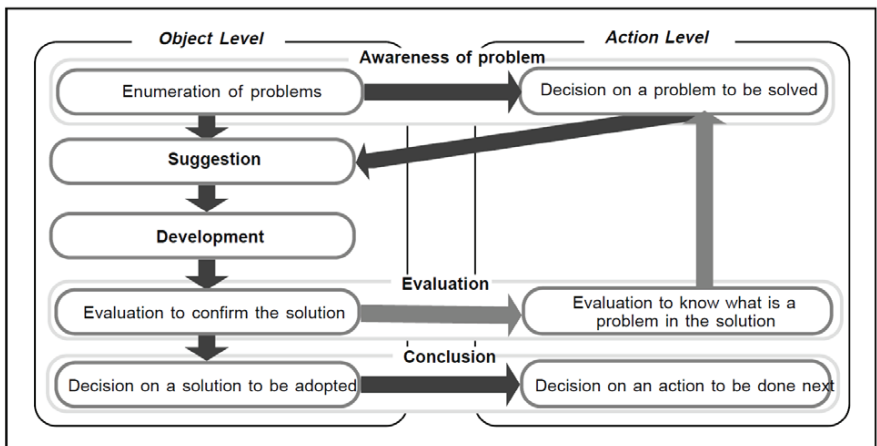 Object Level
Action Level
Awareness of problem
Enumeration of problems
Decision on a problem to be solved
Suggestion
Development
Evaluation
Evaluation to confirm the solution
Evaluation to know what is a
problem in the solution
Conclusion
Decision on a solution to be adopted
Decision on an action to be done next